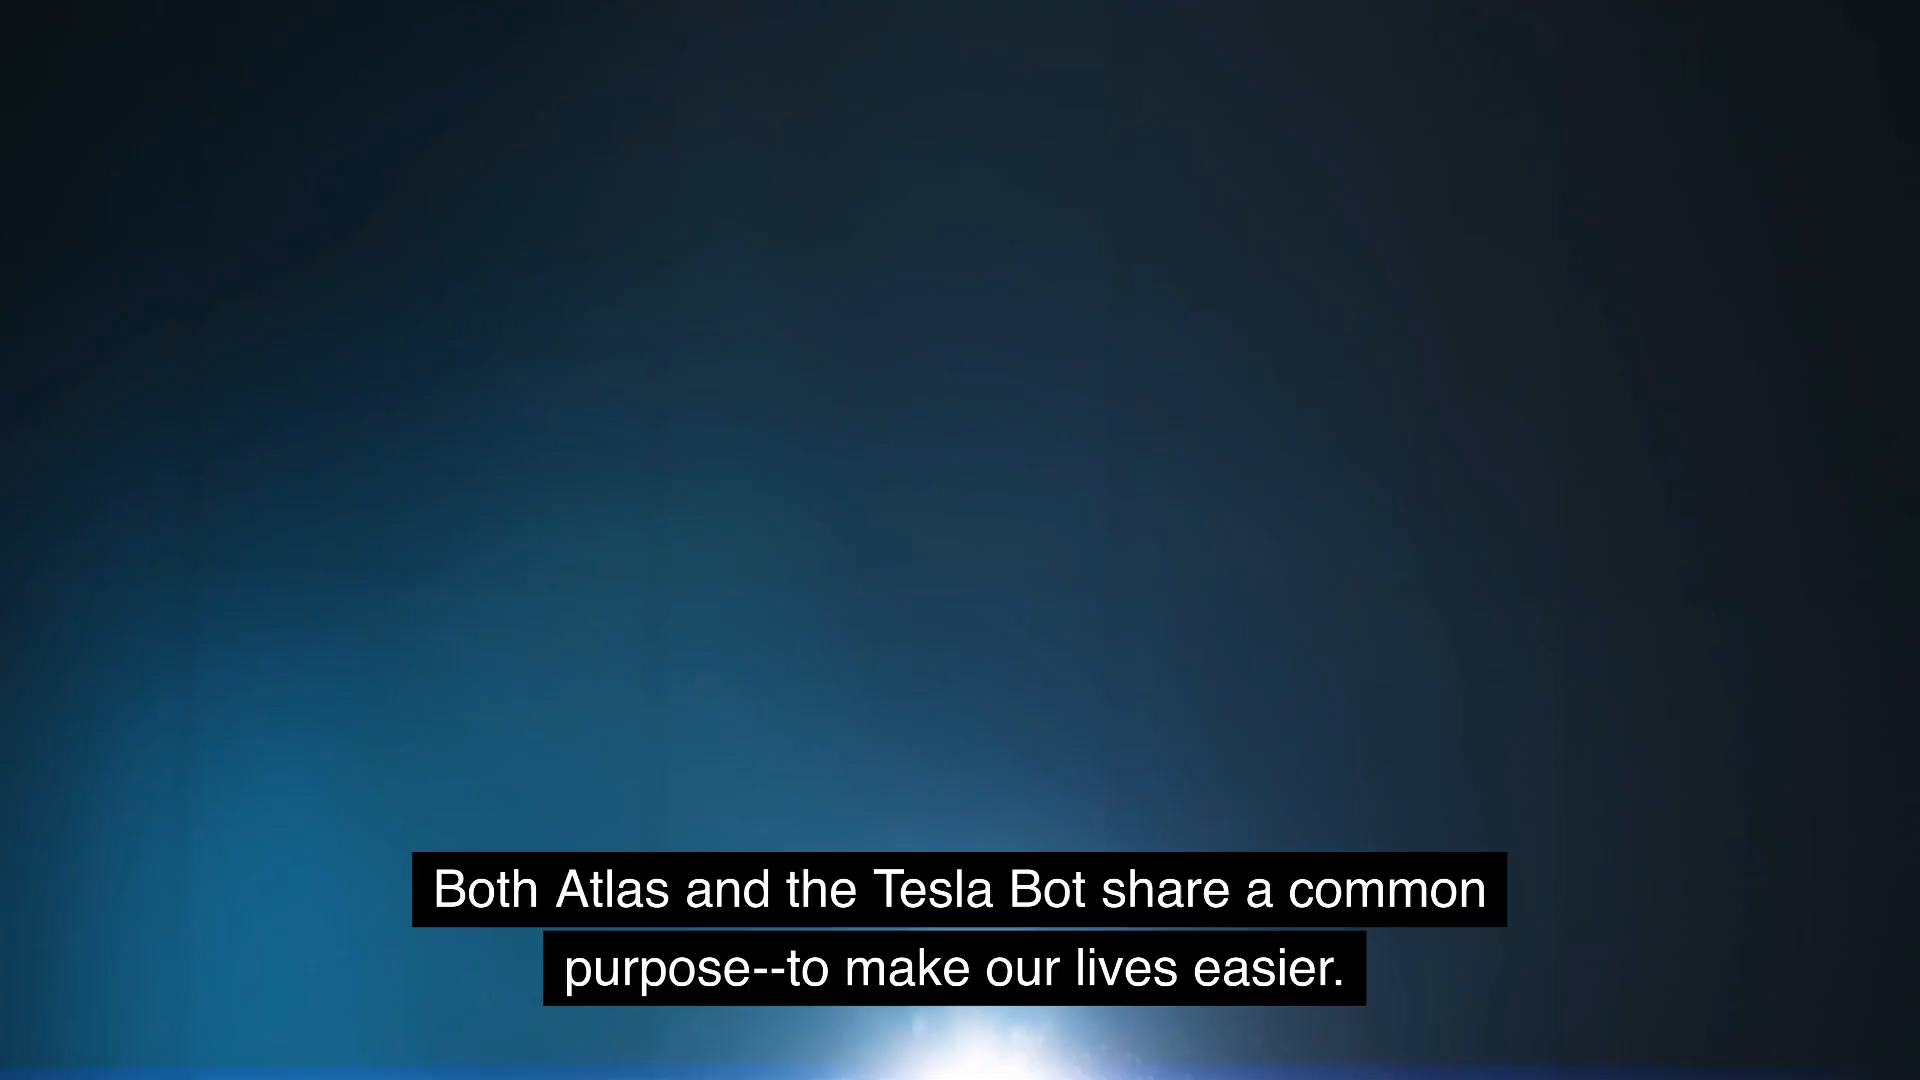 Both Atlas and the Tesla Bot share a common
purpose--to make our lives easier.